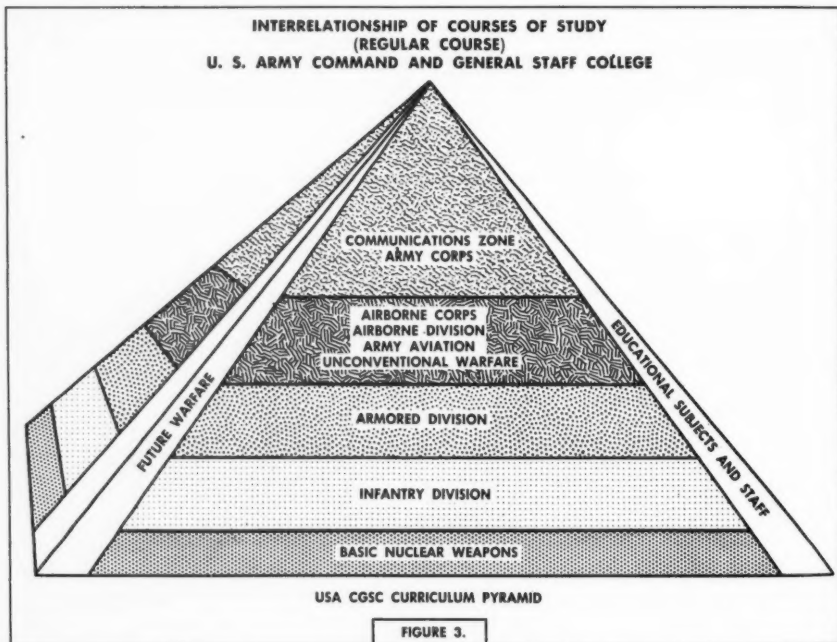 INTERRELATIONSHIP OF COURSES OF STUDY
(REGULAR COURSE)
U. S. ARMY COMMAND AND GENERAL STAFF COLLEGE
COMMUNICATIONS ZONE
ARMY CORPS
AIRBORNE CORPS
AIRBORNE DIVISION
ARMY AVIATION
UNCONVENTIONAL WARFARE
ARMORED DIVISION
INFANTRY DIVISION
BASIC NUCLEAR WEAPONS
FUTURE WARFARE
EDUCATIONAL SUBJECTS AND STAFF
USA CGSC CURRICULUM PYRAMID
FIGURE 3.